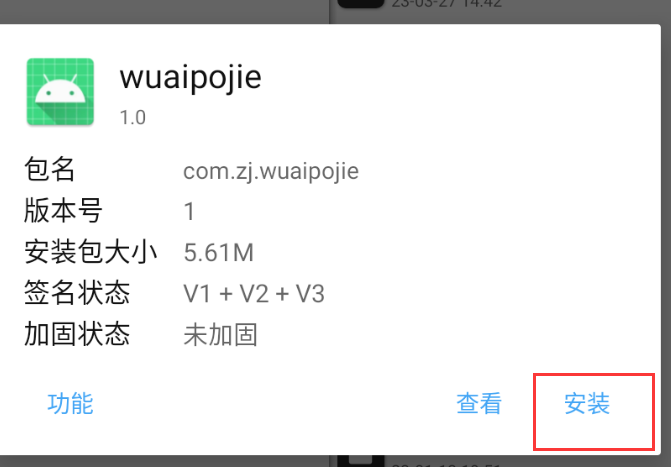 23-03-27 14:42
wuaipojie
1.0
包名 com.zj.wuaipojie
版本号 1
安装包大小 5.61M
签名状态 V1 + V2 + V3
加固状态 未加固
功能 查看 安装